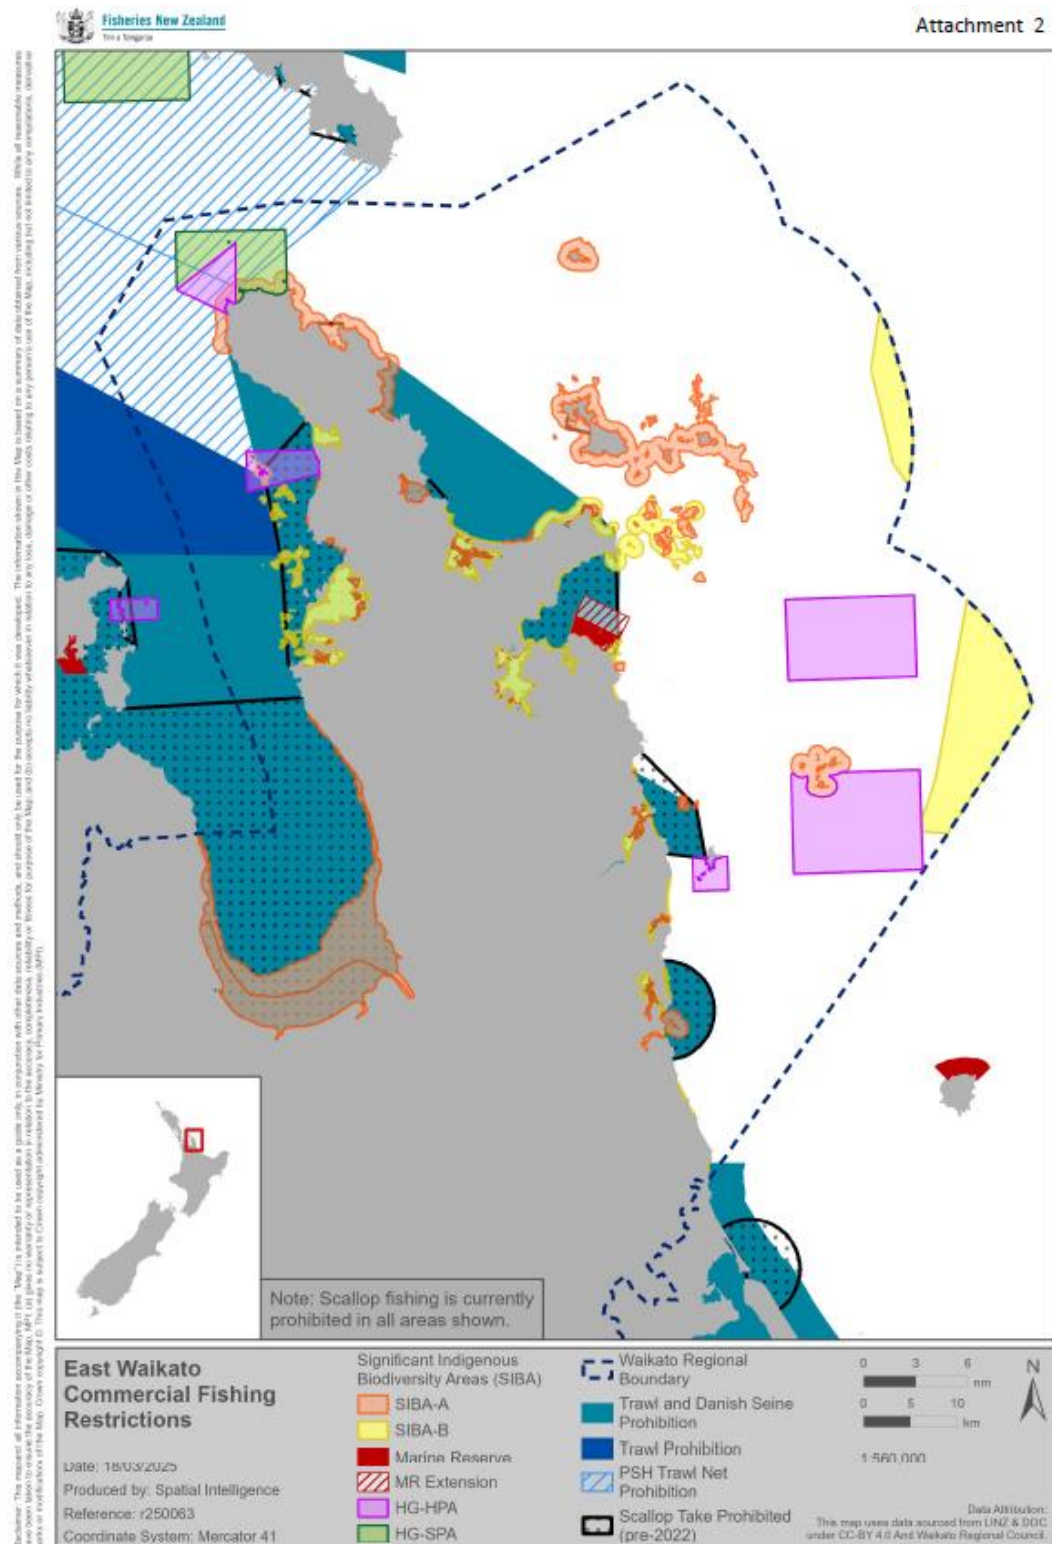 Fisheries New Zealand
Tini a Tangaroa
Attachment 2
Note: Scallop fishing is currently
prohibited in all areas shown.
East Waikato
Commercial Fishing
Restrictions
Date: 18/03/2025
Produced by: Spatial Intelligence
Reference: r250063
Coordinate System: Mercator 41
Significant Indigenous
Biodiversity Areas (SIBA)
SIBA-A
SIBA-B
Marine Reserve
MR Extension
HG-HPA
HG-SPA
Waikato Regional
Boundary
Trawl and Danish Seine
Prohibition
Trawl Prohibition
PSH Trawl Net
Prohibition
Scallop Take Prohibited
(pre-2022)
0 3 6
nm
0 5 10
km
N
1:560,000
Data Attribution:
This map uses data sourced from LINZ & DOC
under CC-BY 4.0 And Waikato Regional Council.